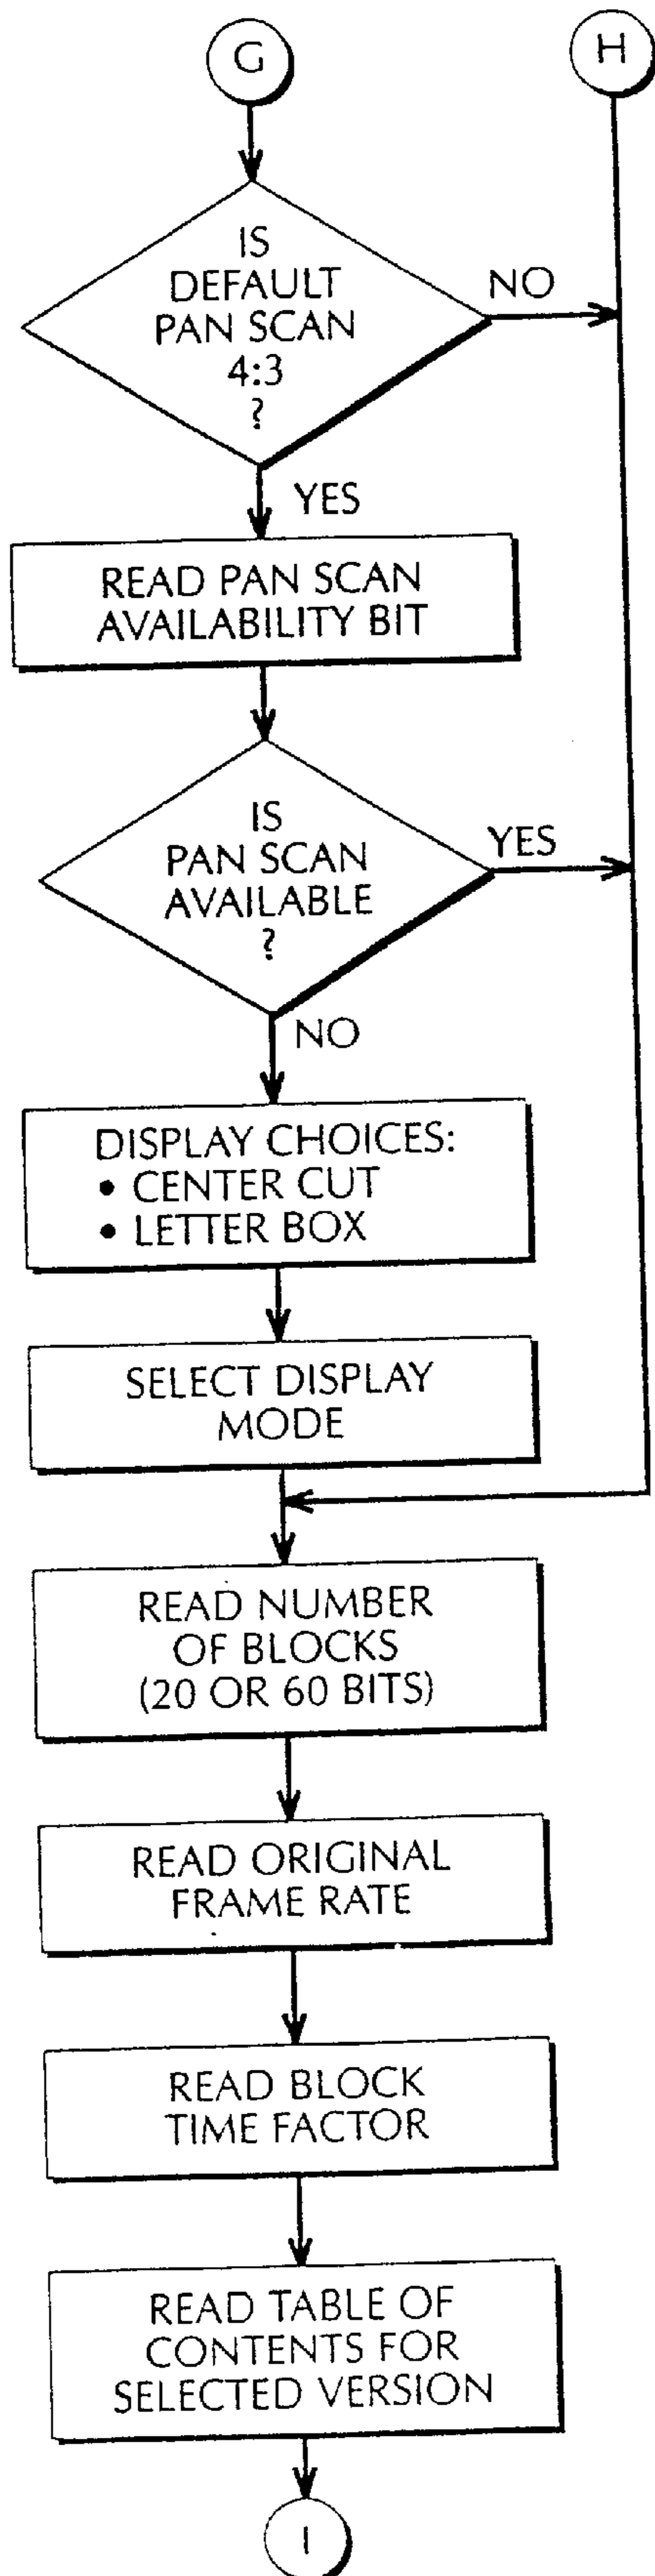 G
H
IS
DEFAULT
PAN SCAN
4:3
?
NO
YES
READ PAN SCAN
AVAILABILITY BIT
IS
PAN SCAN
AVAILABLE
?
YES
NO
DISPLAY CHOICES:
• CENTER CUT
• LETTER BOX
SELECT DISPLAY
MODE
READ NUMBER
OF BLOCKS
(20 OR 60 BITS)
READ ORIGINAL
FRAME RATE
READ BLOCK
TIME FACTOR
READ TABLE OF
CONTENTS FOR
SELECTED VERSION
I